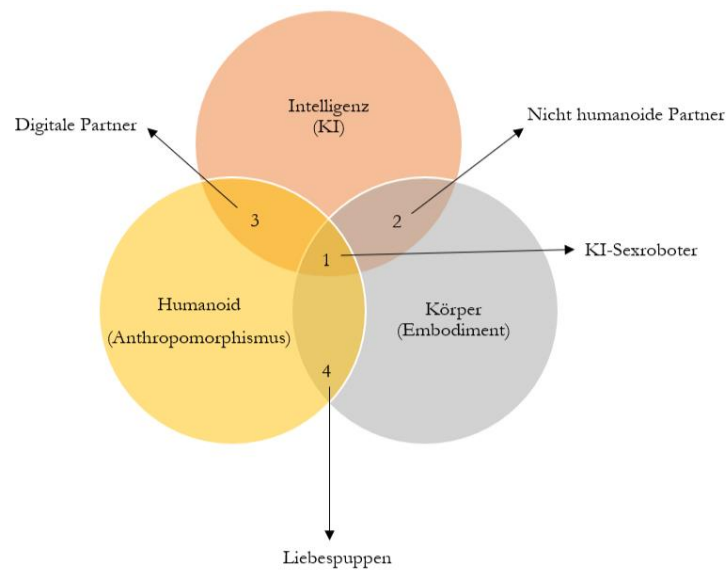 Intelligenz
(KI)
Digitale Partner
Nicht humanoide Partner
3
2
1
KI-Sexroboter
Humanoid
(Anthropomorphismus)
Körper
(Embodiment)
4
Liebespuppen